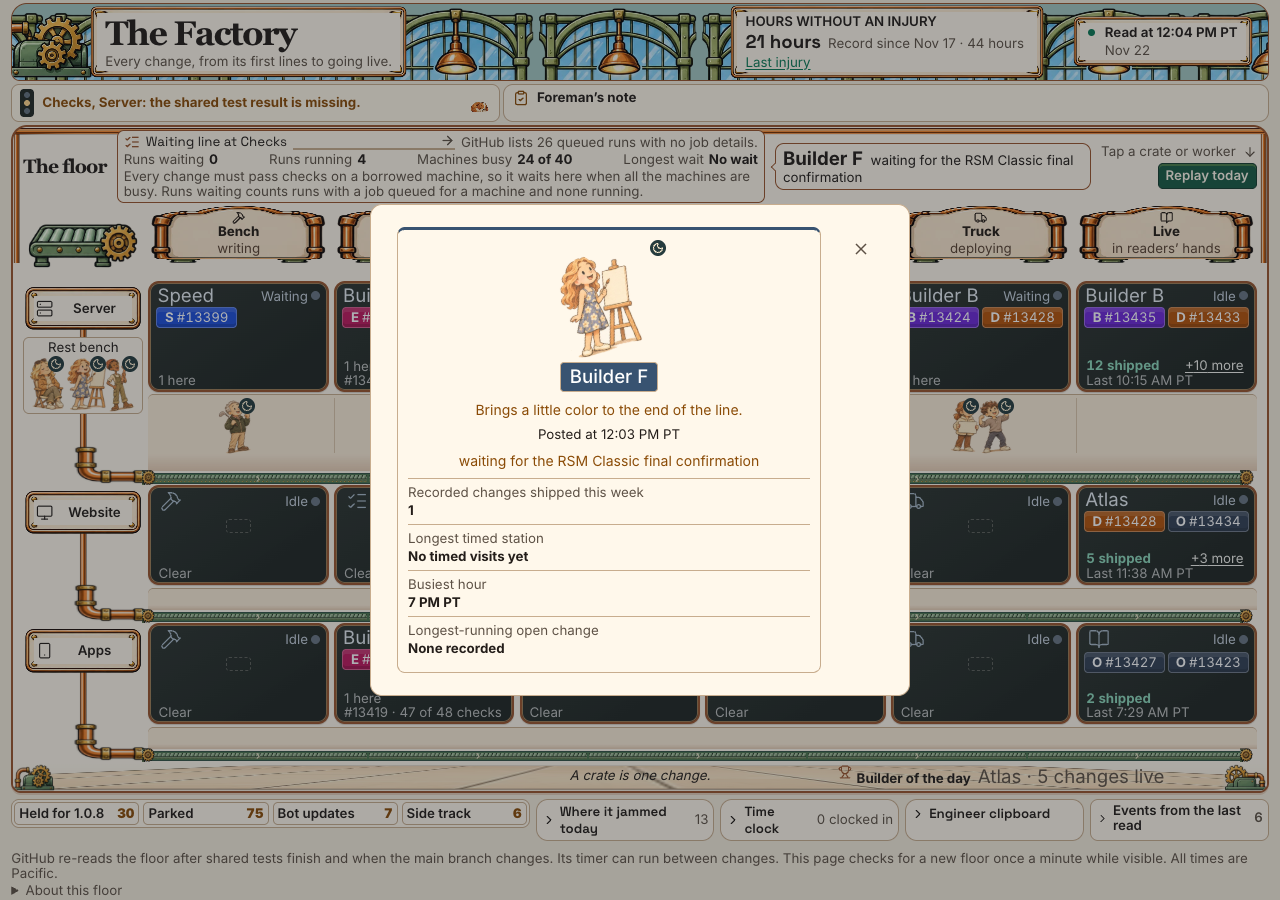 The Factory
Every change, from its first lines to going live.
HOURS WITHOUT AN INJURY
21 hours Record since Nov 17 · 44 hours
Last injury
Read at 12:04 PM PT
Nov 22
Checks, Server: the shared test result is missing.
Foreman's note
The floor
Waiting line at Checks
GitHub lists 26 queued runs with no job details.
Runs waiting 0
Runs running 4
Machines busy 24 of 40
Longest wait No wait
Every change must pass checks on a borrowed machine, so it waits here when all the machines are
busy. Runs waiting counts runs with a job queued for a machine and none running.
Builder F waiting for the RSM Classic final
confirmation
Tap a crate or worker
Replay today
Bench
writing
Truck
deploying
Live
in readers' hands
Server
Rest bench
Speed
Waiting
S #13399
1 here
Bui
E #
1 he
#134
Builder B
Waiting
B #13424
D #13428
here
Builder B
Idle
B #13435
D #13433
12 shipped
+10 more
Last 10:15 AM PT
Builder F
Brings a little color to the end of the line.
Posted at 12:03 PM PT
waiting for the RSM Classic final confirmation
Recorded changes shipped this week
1
Longest timed station
No timed visits yet
Busiest hour
7 PM PT
Longest-running open change
None recorded
Website
Idle
Clear
Clea
Idle
lear
Atlas
Idle
D #13428
O #13434
5 shipped
+3 more
Last 11:38 AM PT
Apps
Idle
Clear
Bui
E #
1 here
#13419 · 47 of 48 checks
Clear
Clear
Idle
Clear
Idle
O #13427
O #13423
2 shipped
Last 7:29 AM PT
A crate is one change.
Builder of the day Atlas · 5 changes live
Held for 1.0.8 30
Parked 75
Bot updates 7
Side track 6
Where it jammed
today
13
Time
clock
0 clocked in
Engineer clipboard
Events from the last
read
6
GitHub re-reads the floor after shared tests finish and when the main branch changes. Its timer can run between changes. This page checks for a new floor once a minute while visible. All times are
Pacific.
About this floor